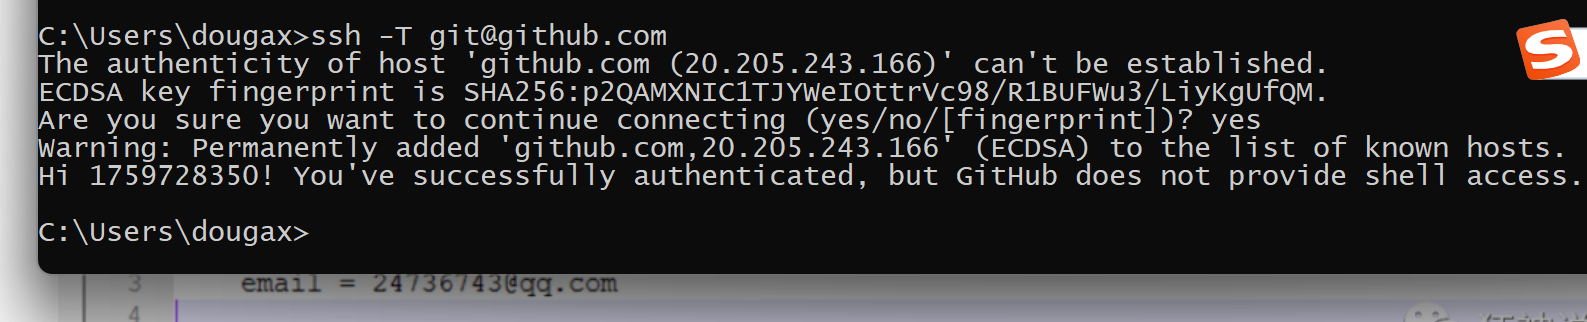 C:\Users\dougax>ssh -T git@github.com
The authenticity of host 'github.com (20.205.243.166)' can't be established.
ECDSA key fingerprint is SHA256:p2QAMXNIC1TJYWeIOttrVc98/R1BUFWu3/LiyKgUfQM.
Are you sure you want to continue connecting (yes/no/[fingerprint])? yes
Warning: Permanently added 'github.com,20.205.243.166' (ECDSA) to the list of known hosts.
Hi 1759728350! You've successfully authenticated, but GitHub does not provide shell access.
C:\Users\dougax>
3 email = 24736743@qq.com
4